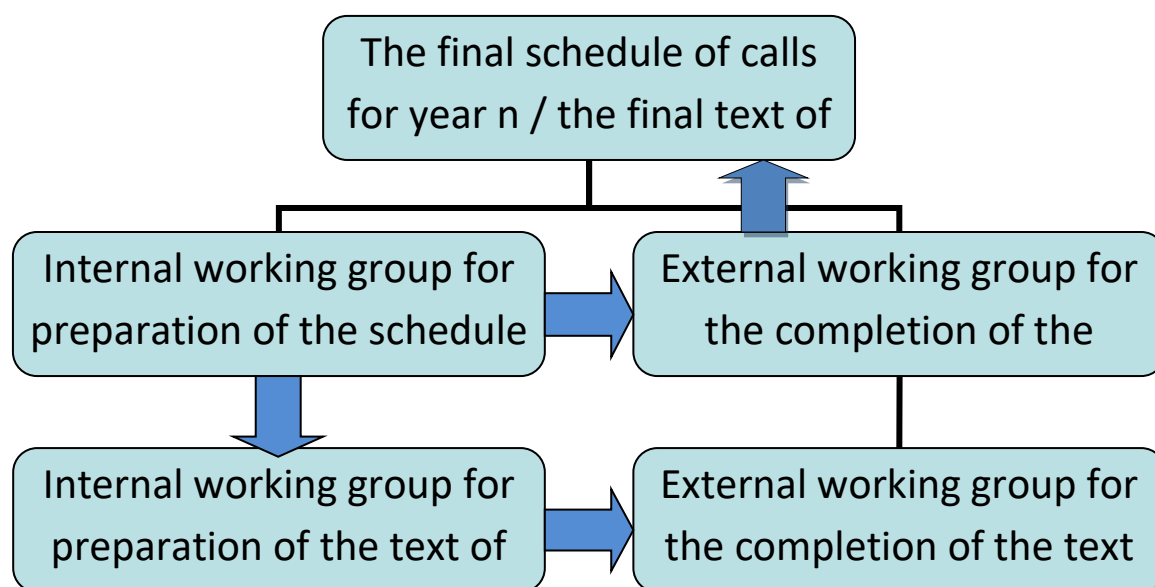 The final schedule of calls
for year n / the final text of
Internal working group for
preparation of the schedule
External working group for
the completion of the
Internal working group for
preparation of the text of
External working group for
the completion of the text